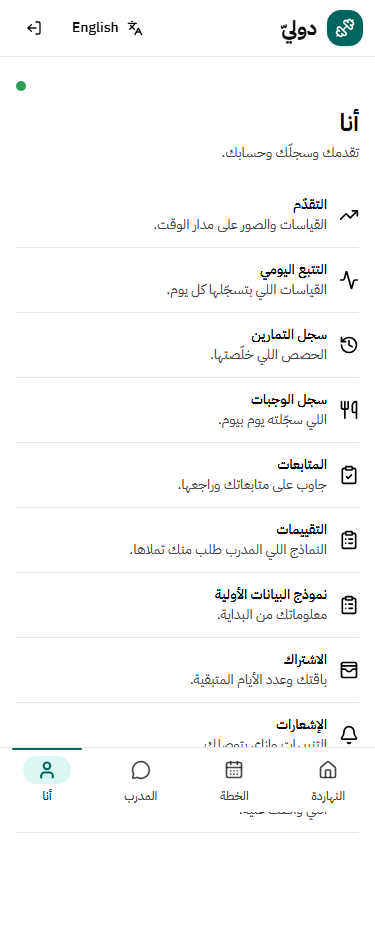 دوليّ
English
أنا
تقدمك وسجلّك وحسابك.
التقدّم
القياسات والصور على مدار الوقت.
التتبع اليومي
القياسات اللي بتسجّلها كل يوم.
سجل التمارين
الحصص اللي خلّصتها.
سجل الوجبات
اللي سجّلته يوم بيوم.
المتابعات
جاوب على متابعاتك وراجعها.
التقييمات
النماذج اللي المدرب طلب منك تملاها.
نموذج البيانات الأولية
معلوماتك من البداية.
الاشتراك
باقتك وعدد الأيام المتبقية.
الإشعارات
النهاردة
الخطة
المدرب
أنا